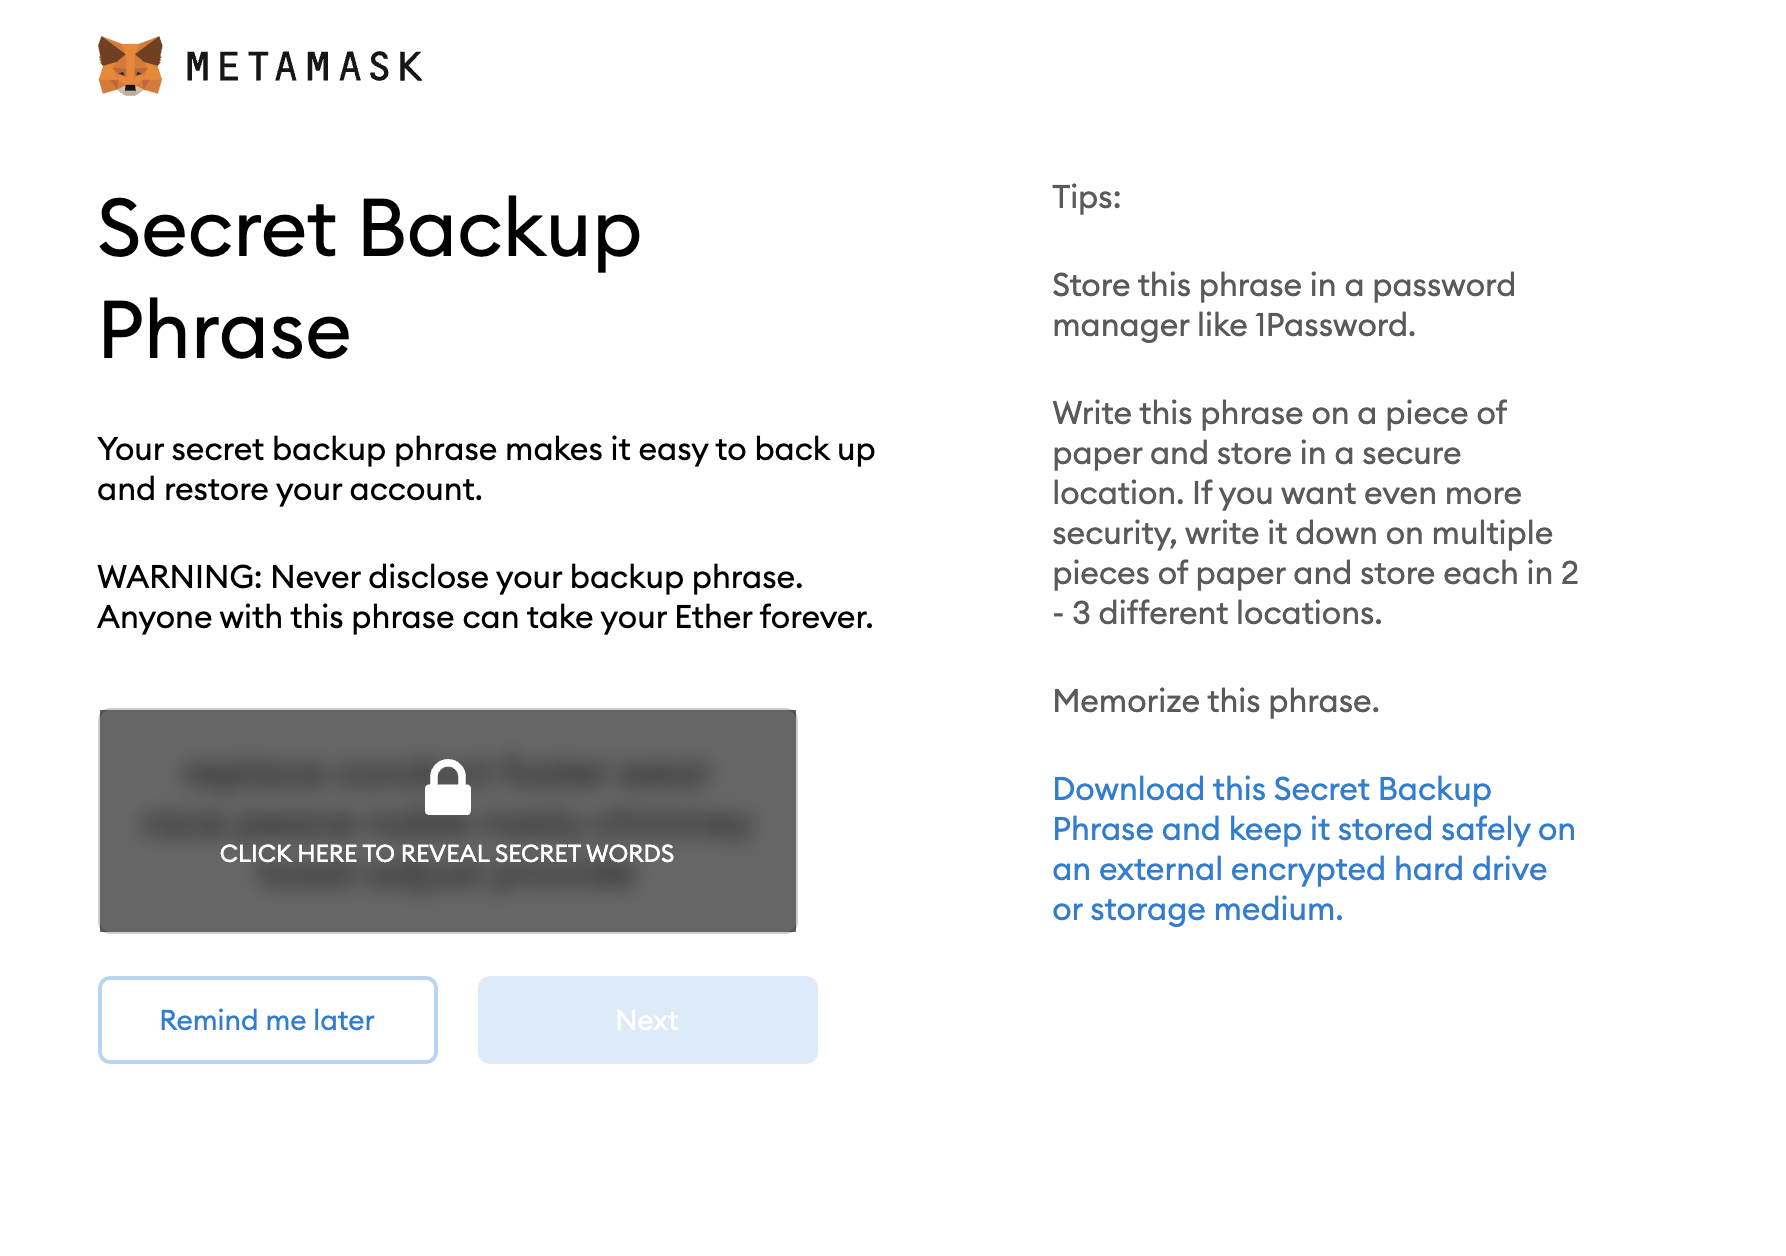 METAMASK
Secret Backup
Phrase
Your secret backup phrase makes it easy to back up
and restore your account.
WARNING: Never disclose your backup phrase.
Anyone with this phrase can take your Ether forever.
CLICK HERE TO REVEAL SECRET WORDS
Remind me later
Next
Tips:
Store this phrase in a password
manager like 1Password.
Write this phrase on a piece of
paper and store in a secure
location. If you want even more
security, write it down on multiple
pieces of paper and store each in 2
- 3 different locations.
Memorize this phrase.
Download this Secret Backup
Phrase and keep it stored safely on
an external encrypted hard drive
or storage medium.